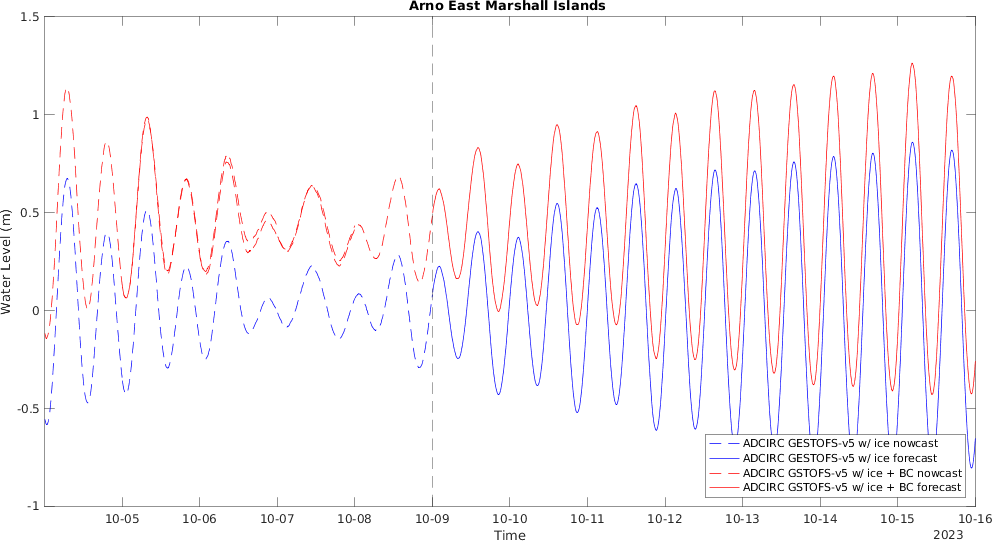 Arno East Marshall Islands
1.5
1
0.5
0
-0.5
-1
Water Level (m)
ADCIRC GESTOFS-v5 w/ ice nowcast
ADCIRC GESTOFS-v5 w/ ice forecast
ADCIRC GSTOFS-v5 w/ ice + BC nowcast
ADCIRC GSTOFS-v5 w/ ice + BC forecast
10-05 10-06 10-07 10-08 10-09 10-10 10-11 10-12 10-13 10-14 10-15 10-16
Time
2023